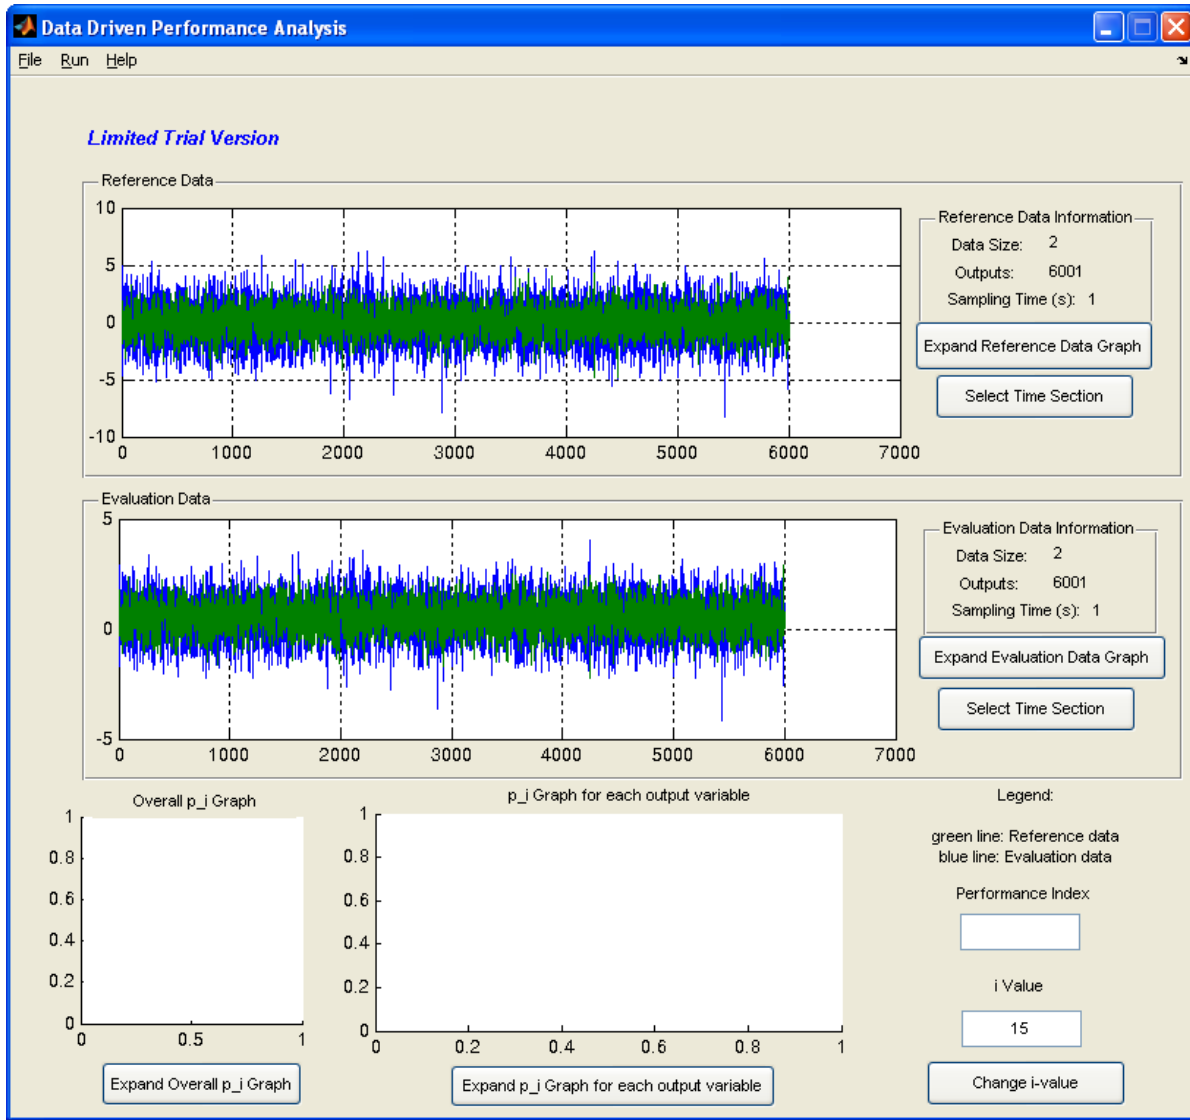 Data Driven Performance Analysis
File Run Help
Limited Trial Version
Reference Data
10
5
0
-5
-10
0 1000 2000 3000 4000 5000 6000 7000
Reference Data Information
Data Size: 2
Outputs: 6001
Sampling Time (s): 1
Expand Reference Data Graph
Select Time Section
Evaluation Data
5
0
-5
0 1000 2000 3000 4000 5000 6000 7000
Evaluation Data Information
Data Size: 2
Outputs: 6001
Sampling Time (s): 1
Expand Evaluation Data Graph
Select Time Section
Overall p_i Graph
1
0.8
0.6
0.4
0.2
0
0 0.5 1
Expand Overall p_i Graph
p_i Graph for each output variable
1
0.8
0.6
0.4
0.2
0
0 0.2 0.4 0.6 0.8 1
Expand p_i Graph for each output variable
Legend:
green line: Reference data
blue line: Evaluation data
Performance Index
i Value
15
Change i-value